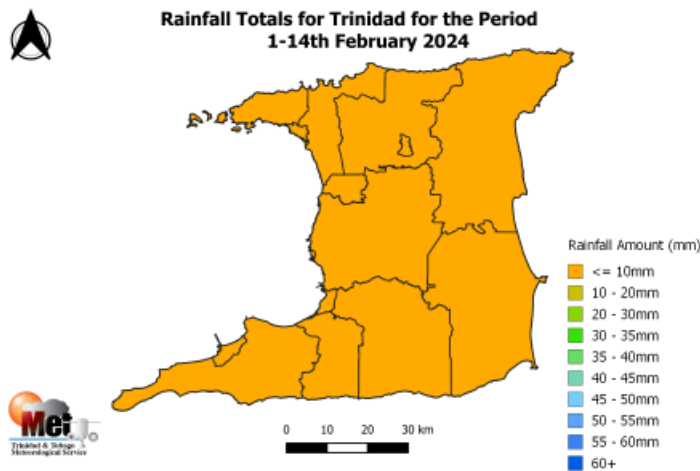 Rainfall Totals for Trinidad for the Period
1-14th February 2024
Rainfall Amount (mm)
<= 10mm
10 - 20mm
20 - 30mm
30 - 35mm
35 - 40mm
40 - 45mm
45 - 50mm
50 - 55mm
55 - 60mm
60+
Met
Trinidad & Tobago
Meteorological Service
0 10 20 30 km